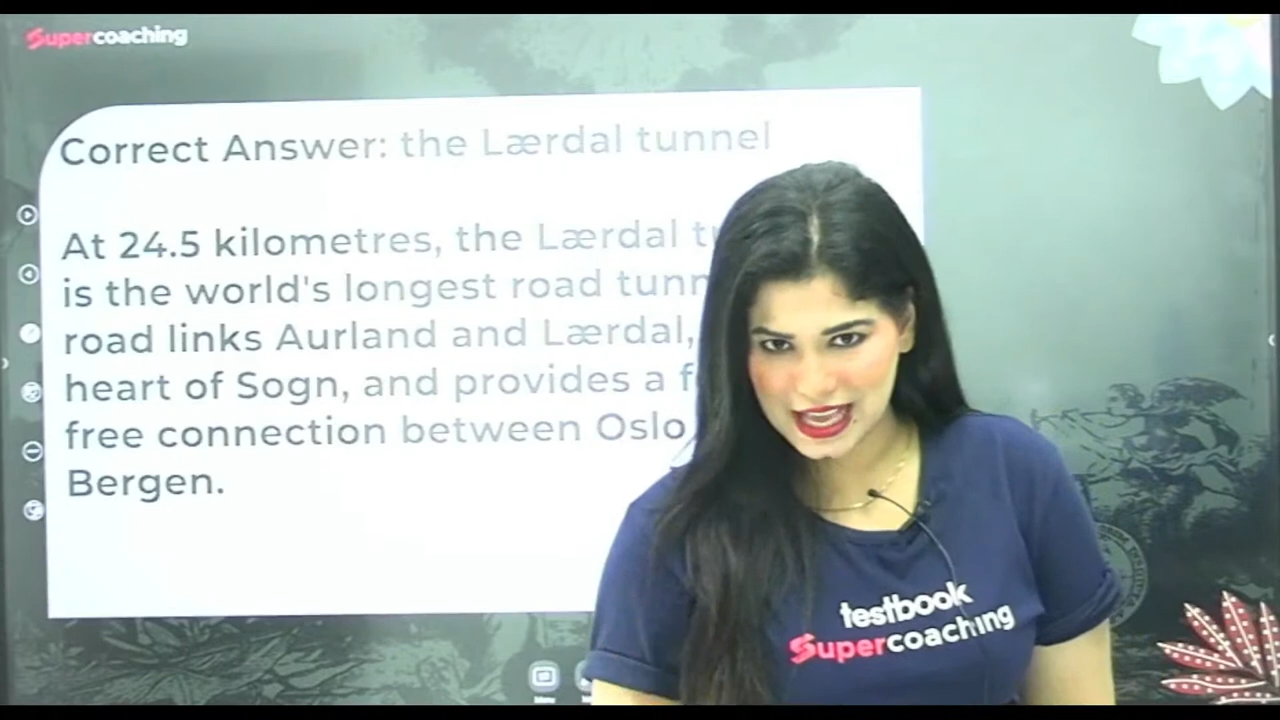 Supercoaching
Correct Answer: the Lærdal tunnel
At 24.5 kilometres, the Lærdal
is the world's longest road
road links Aurland and Lærdal,
heart of Sogn, and provides a
free connection between Oslo
Bergen.
testbook
Supercoaching